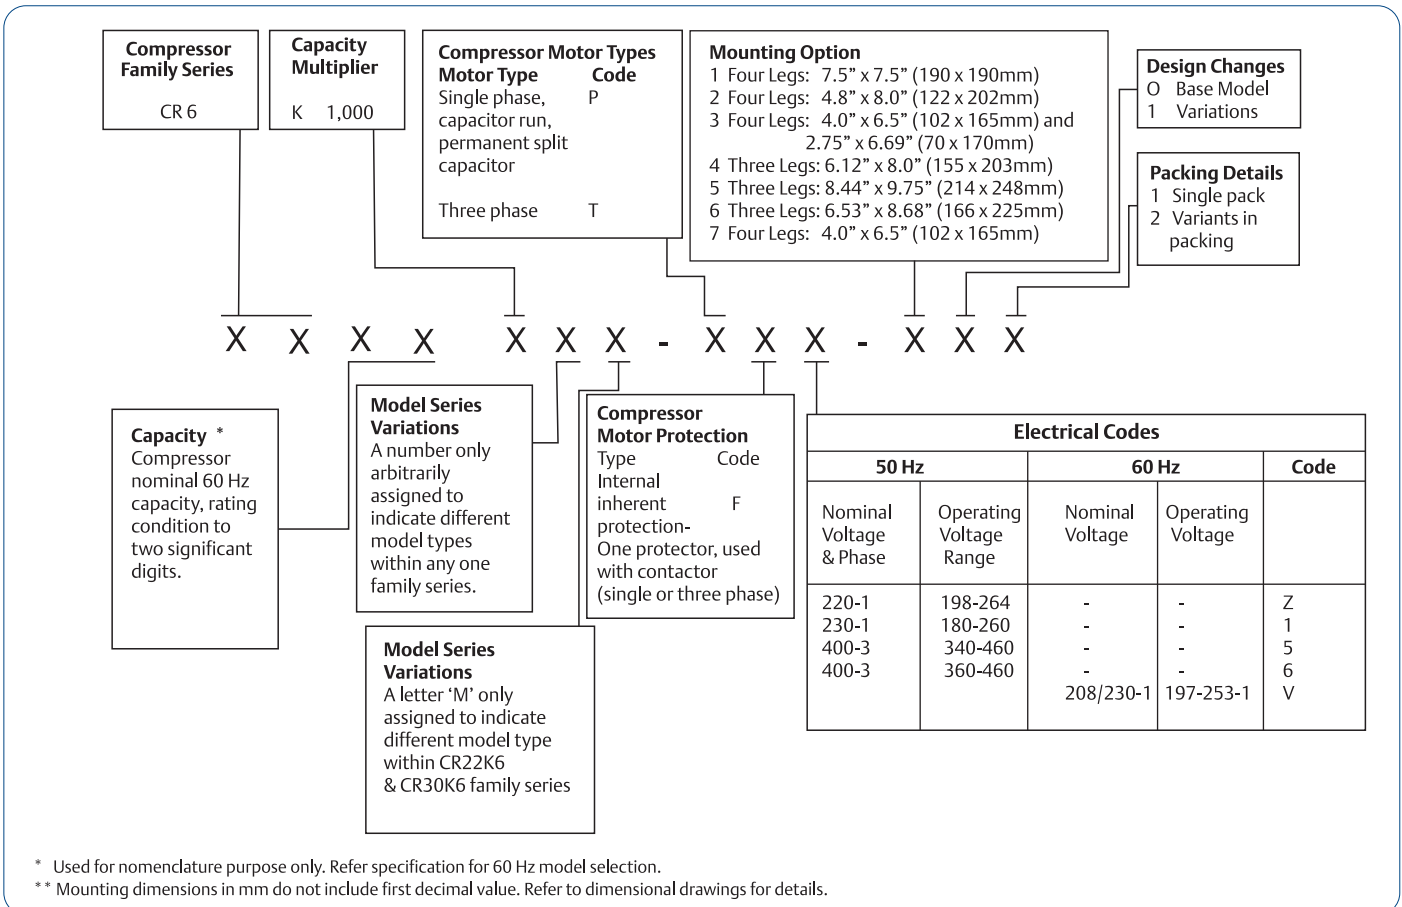 Compressor
Family Series
CR 6
Capacity
Multiplier
K 1,000
Compressor Motor Types
Motor Type Code
Single phase, P
capacitor run,
permanent split
capacitor
Three phase T
Mounting Option
1 Four Legs: 7.5” x 7.5” (190 x 190mm)
2 Four Legs: 4.8” x 8.0” (122 x 202mm)
3 Four Legs: 4.0” x 6.5” (102 x 165mm) and
2.75” x 6.69” (70 x 170mm)
4 Three Legs: 6.12” x 8.0” (155 x 203mm)
5 Three Legs: 8.44” x 9.75” (214 x 248mm)
6 Three Legs: 6.53” x 8.68” (166 x 225mm)
7 Four Legs: 4.0” x 6.5” (102 x 165mm)
Design Changes
O Base Model
1 Variations
Packing Details
1 Single pack
2 Variants in
packing
X X X X X X X - X X X - X X X
Capacity *
Compressor
nominal 60 Hz
capacity, rating
condition to
two significant
digits.
Model Series
Variations
A number only
arbitrarily
assigned to
indicate different
model types
within any one
family series.
Model Series
Variations
A letter ‘M’ only
assigned to indicate
different model type
within CR22K6
& CR30K6 family series
Compressor
Motor Protection
Type Code
Internal
inherent F
protection-
One protector, used
with contactor
(single or three phase)
Electrical Codes
50 Hz 60 Hz Code
Nominal Operating Nominal Operating
Voltage Voltage Voltage Voltage
& Phase Range
220-1 198-264 - - Z
230-1 180-260 - - 1
400-3 340-460 - - 5
400-3 360-460 - - 6
208/230-1 197-253-1 V
* Used for nomenclature purpose only. Refer specification for 60 Hz model selection.
** Mounting dimensions in mm do not include first decimal value. Refer to dimensional drawings for details.